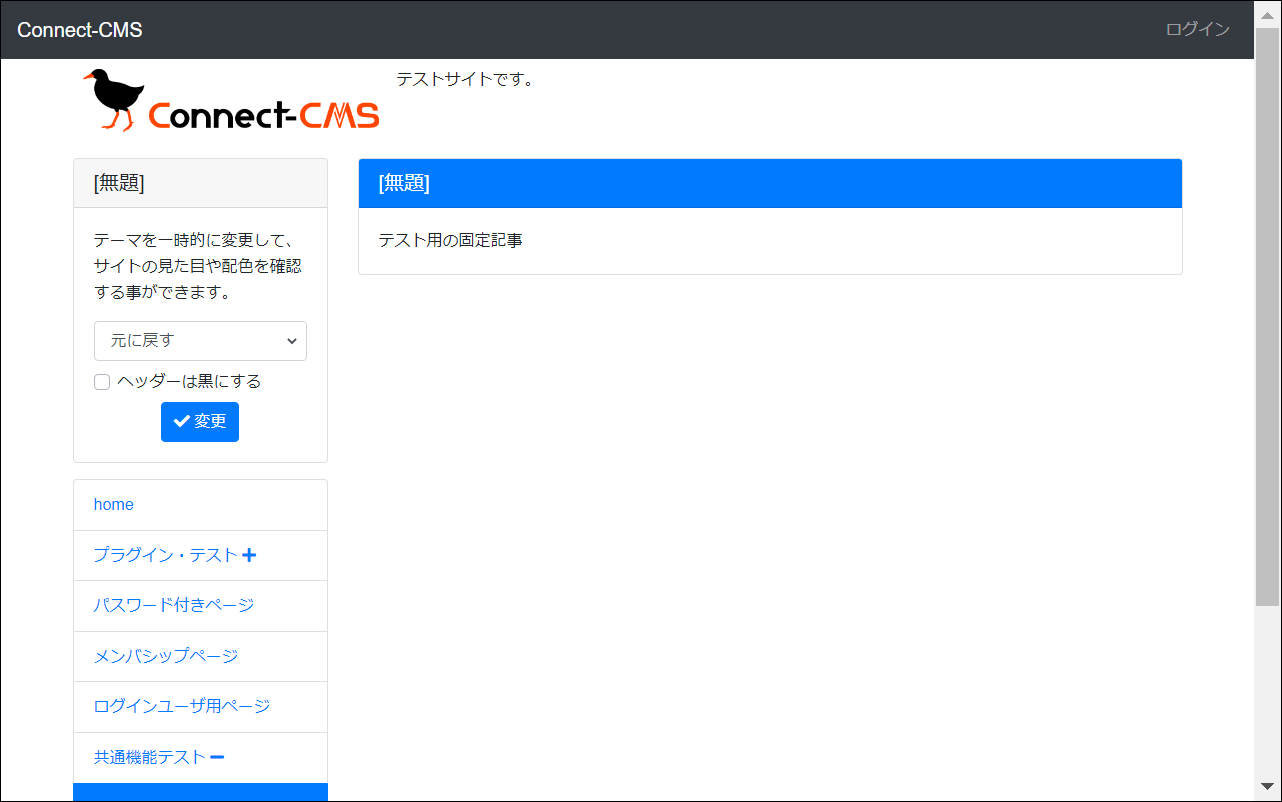 Connect-CMS
ログイン
Connect-CMS
テストサイトです。
[無題]
テーマを一時的に変更して、
サイトの見た目や配色を確認
する事ができます。
元に戻す
ヘッダーは黒にする
変更
[無題]
テスト用の固定記事
home
プラグイン・テスト
パスワード付きページ
メンバシップページ
ログインユーザ用ページ
共通機能テスト